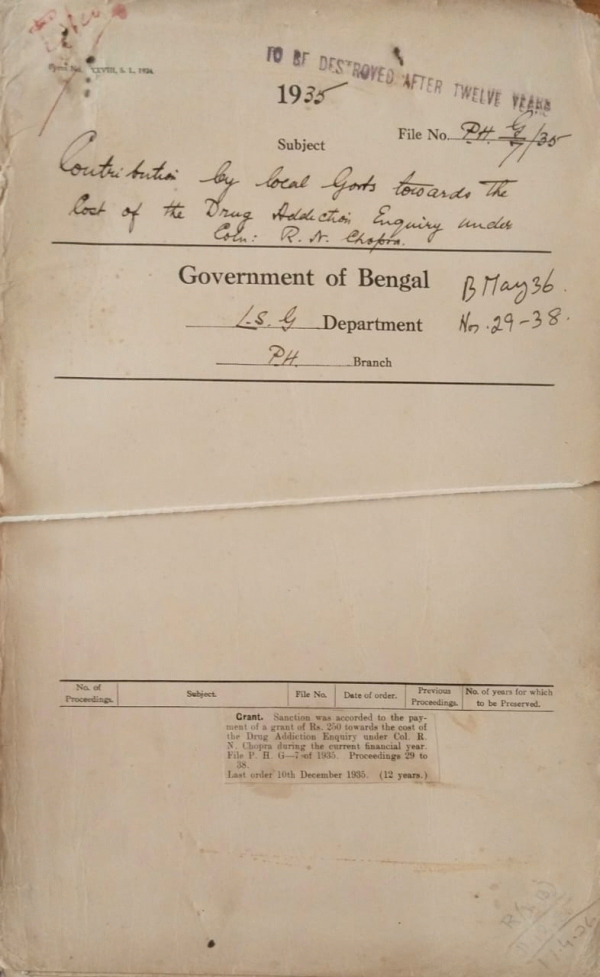 TO BE DESTROYED AFTER TWELVE YEARS
1935
File No. P.H. G/7/35
Subject
Contribution by local Govts towards the
Cost of the Drug Addiction Enquiry under
Coln: R. N. Chopra.
Government of Bengal
B May 36.
L.S.G Department
Nos. 29-38.
P.H. Branch
No. of Proceedings. Subject. File No. Date of order. Previous Proceedings. No. of years for which to be Preserved.
Grant. Sanction was accorded to the pay-
ment of a grant of Rs. 250 towards the cost of
the Drug Addiction Enquiry under Col. R.
N. Chopra during the current financial year.
File P. H. G—7 of 1935. Proceedings 29 to
38.
Last order 10th December 1935. (12 years.)